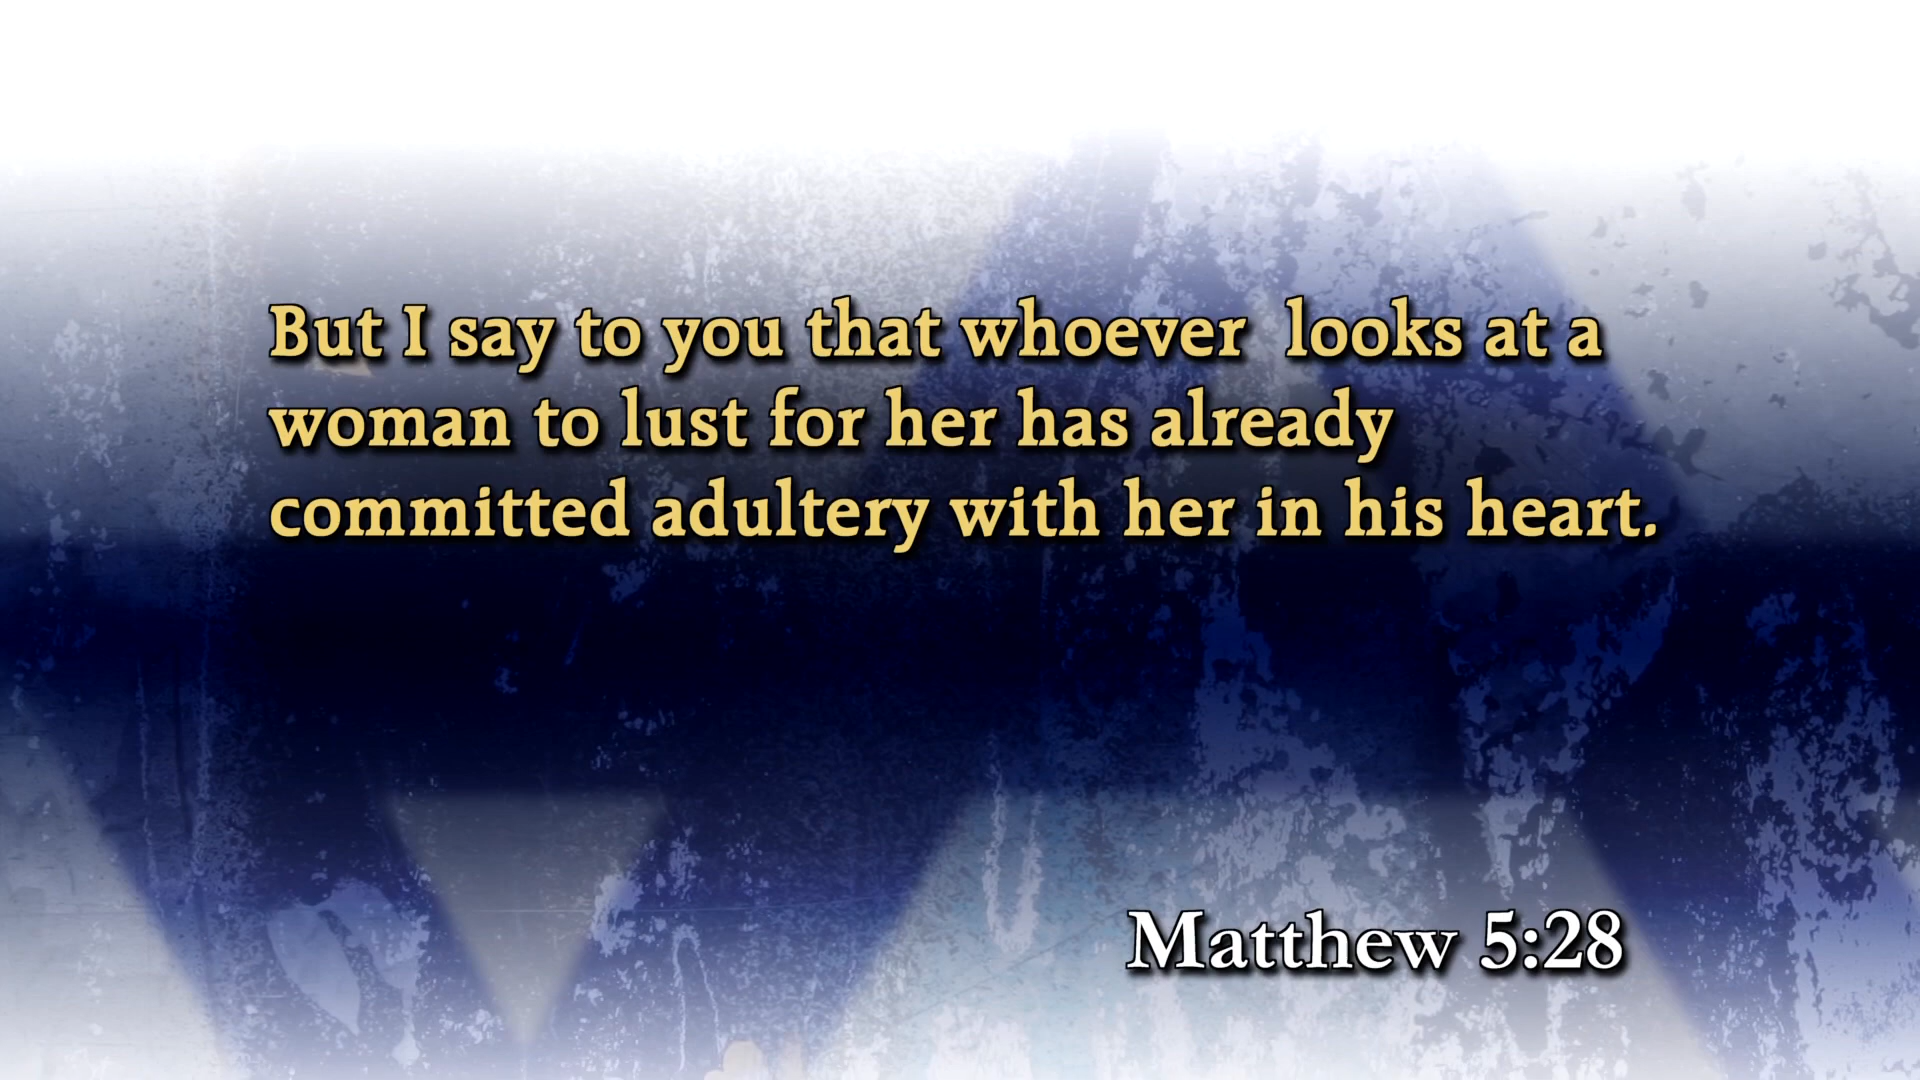 But I say to you that whoever  looks at a
woman to lust for her has already
committed adultery with her in his heart.
Matthew 5:28